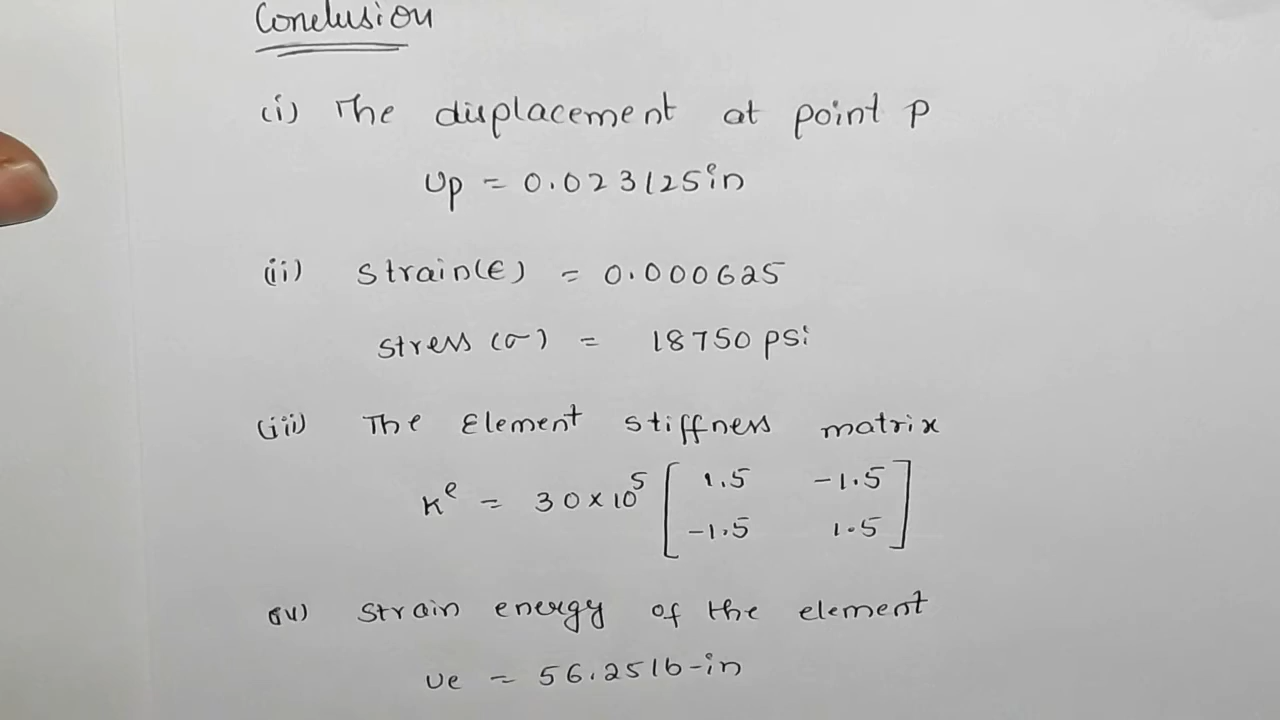 Conclusion
(i) The displacement at point P
Up = 0.023125in
(ii) Strain(ϵ) = 0.000625
stress (σ) = 18750 psi
(iii) The Element stiffness matrix
K^e = 30×10^5 [ 1.5 -1.5
-1.5 1.5 ]
(iv) Strain energy of the element
Ue = 56.25lb-in